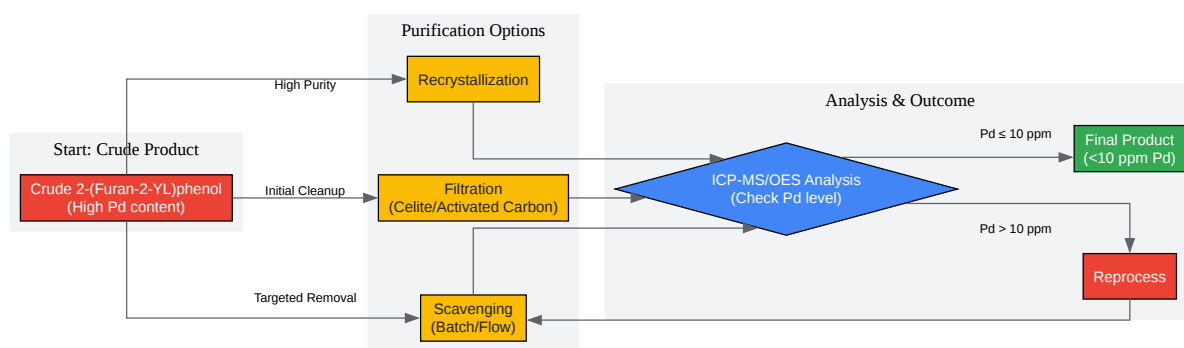 Purification Options
Recrystallization
High Purity
Analysis & Outcome
Start: Crude Product
Pd ≤ 10 ppm
Final Product
(<10 ppm Pd)
Crude 2-(Furan-2-YL)phenol
(High Pd content)
Initial Cleanup
Filtration
(Celite/Activated Carbon)
ICP-MS/OES Analysis
(Check Pd level)
Pd > 10 ppm
Reprocess
Targeted Removal
Scavenging
(Batch/Flow)